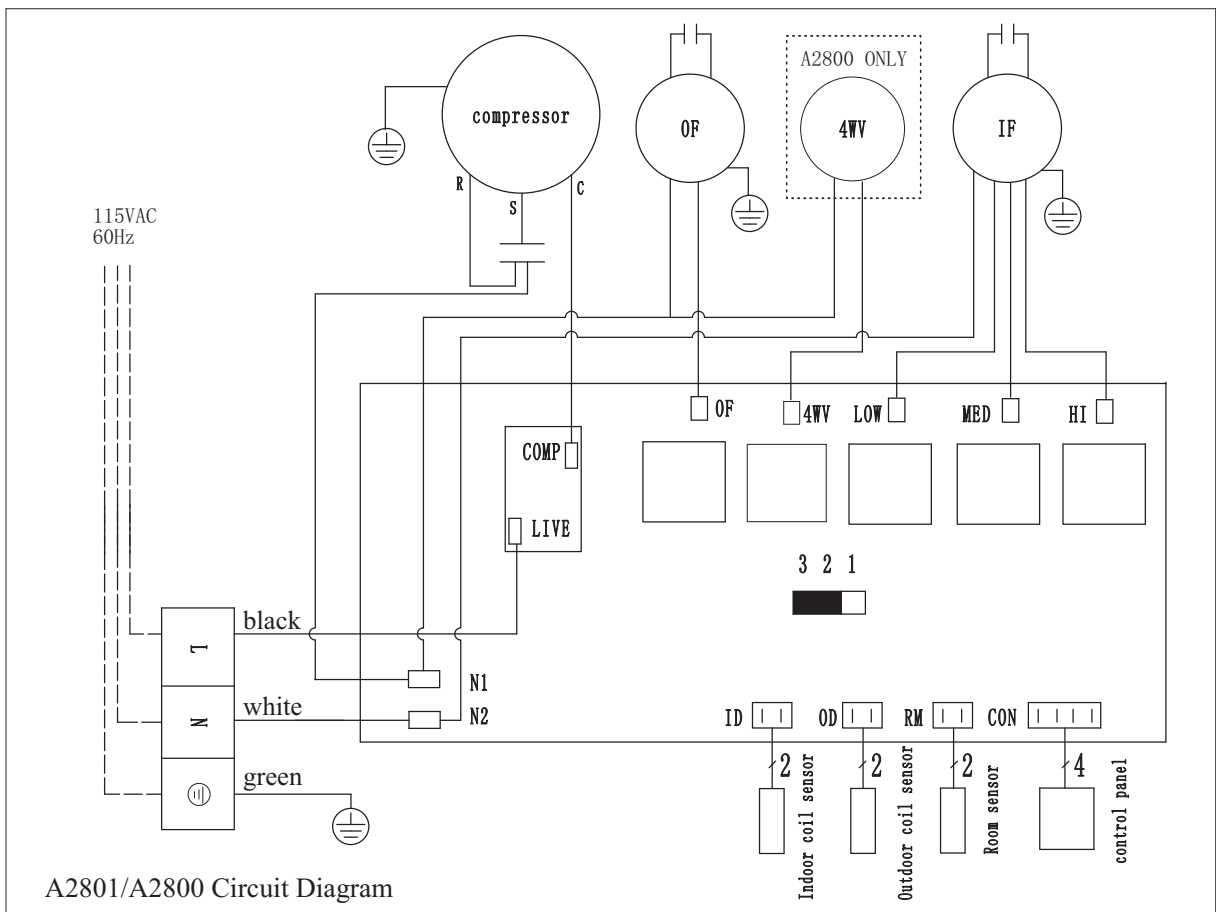 A2800 ONLY
compressor
OF
4WV
IF
R
S
C
115VAC
60Hz
OF
4WV
LOW
MED
HI
COMP
LIVE
3 2 1
black
L
N1
white
N
N2
green
ID
OD
RM
CON
2
2
2
4
Indoor coil sensor
Outdoor coil sensor
Room sensor
control panel
A2801/A2800 Circuit Diagram